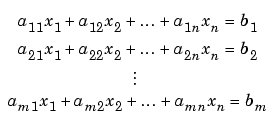 a₁₁x₁ + a₁₂x₂ + ... + a₁ₙxₙ = b₁
a₂₁x₁ + a₂₂x₂ + ... + a₂ₙxₙ = b₂
⋮
aₘ₁x₁ + aₘ₂x₂ + ... + aₘₙxₙ = bₘ